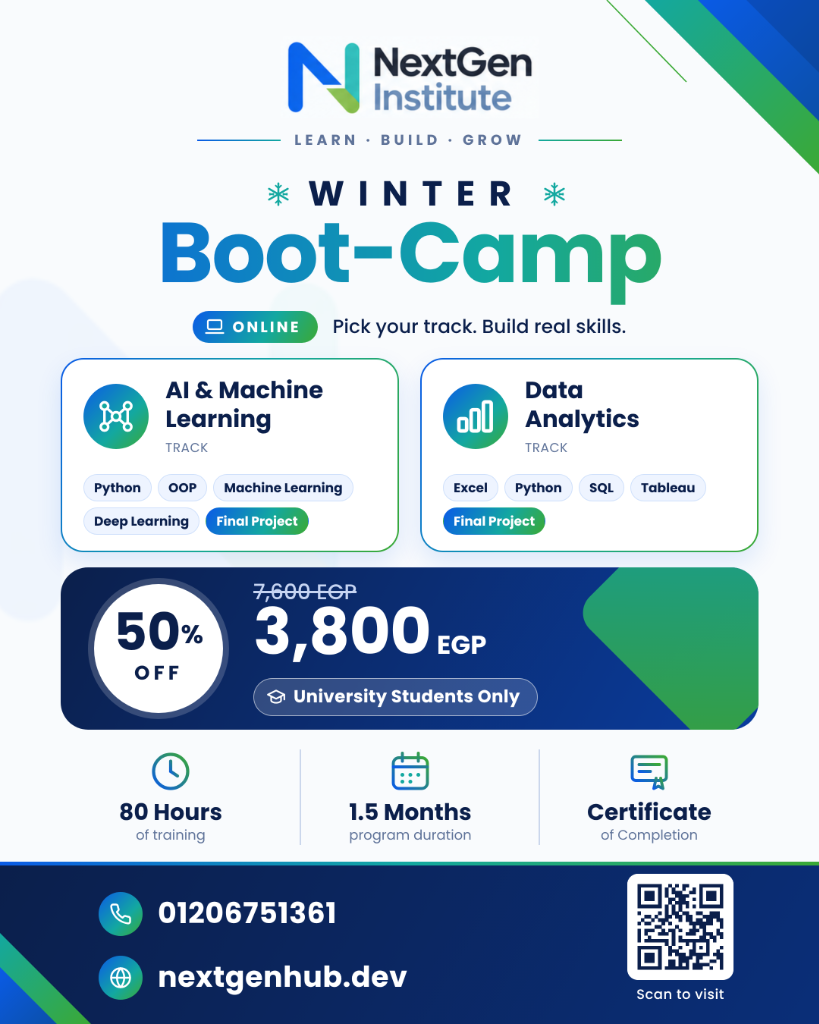 NextGen
Institute
LEARN · BUILD · GROW
WINTER
Boot-Camp
ONLINE
Pick your track. Build real skills.
AI & Machine
Learning
TRACK
Python OOP Machine Learning
Deep Learning Final Project
Data
Analytics
TRACK
Excel Python SQL Tableau
Final Project
50%
OFF
7,600 EGP
3,800 EGP
University Students Only
80 Hours
of training
1.5 Months
program duration
Certificate
of Completion
01206751361
nextgenhub.dev
Scan to visit